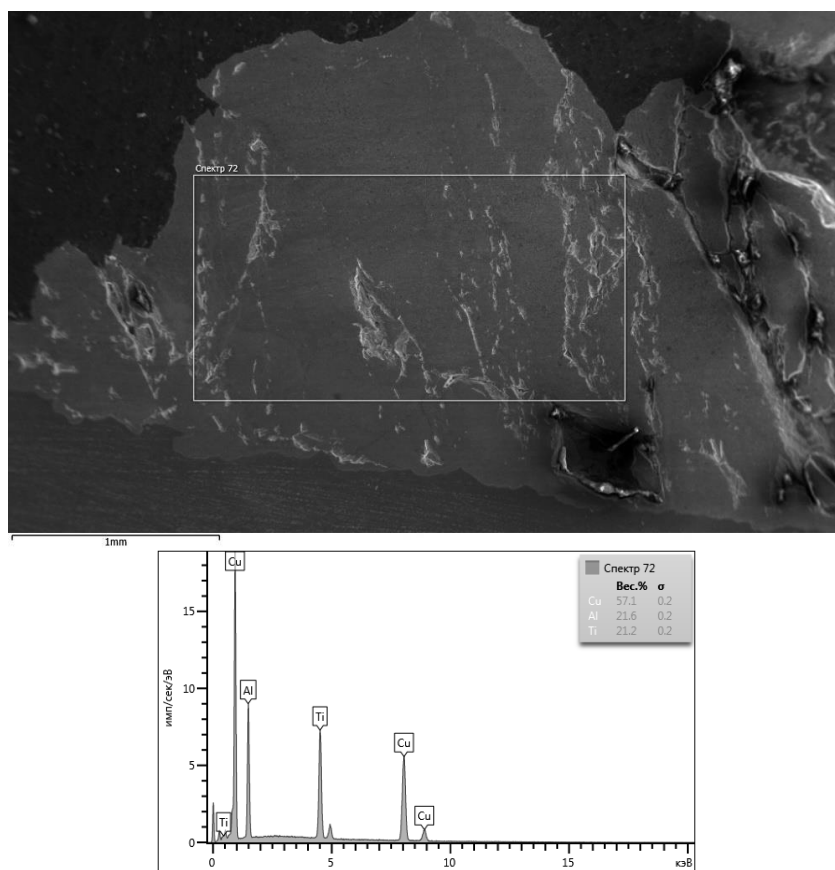 Спектр 72
1mm
Cu
Al
Ti
Cu
Ti
Cu
15
10
5
0
имп/сек/эВ
0 5 10 15 кэВ
Спектр 72
Вес.% σ
Cu 57.1 0.2
Al 21.6 0.2
Ti 21.2 0.2